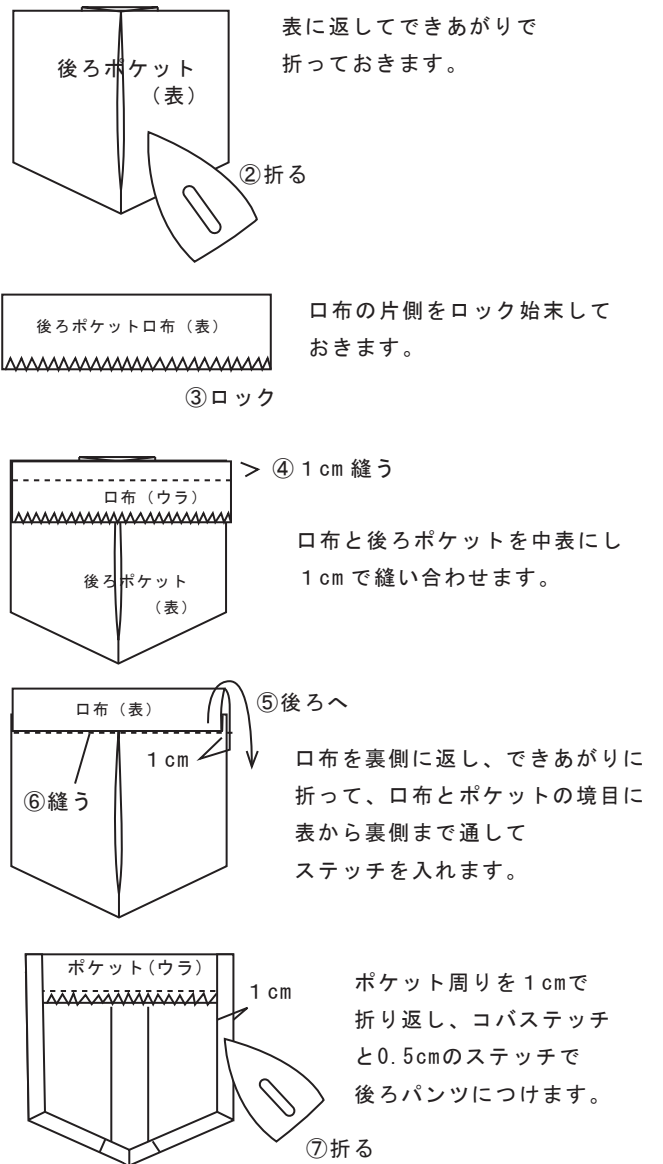 表に返してできあがりで
折っておきます。
後ろポケット
（表）
②折る
後ろポケット口布（表）
口布の片側をロック始末して
おきます。
③ロック
④１cm縫う
口布（ウラ）
口布と後ろポケットを中表にし
１cmで縫い合わせます。
後ろポケット
（表）
⑤後ろへ
口布（表）
１cm
⑥縫う
口布を裏側に返し、できあがりに
折って、口布とポケットの境目に
表から裏側まで通して
ステッチを入れます。
ポケット(ウラ)
１cm
ポケット周りを１cmで
折り返し、コバステッチ
と0.5cmのステッチで
後ろパンツにつけます。
⑦折る